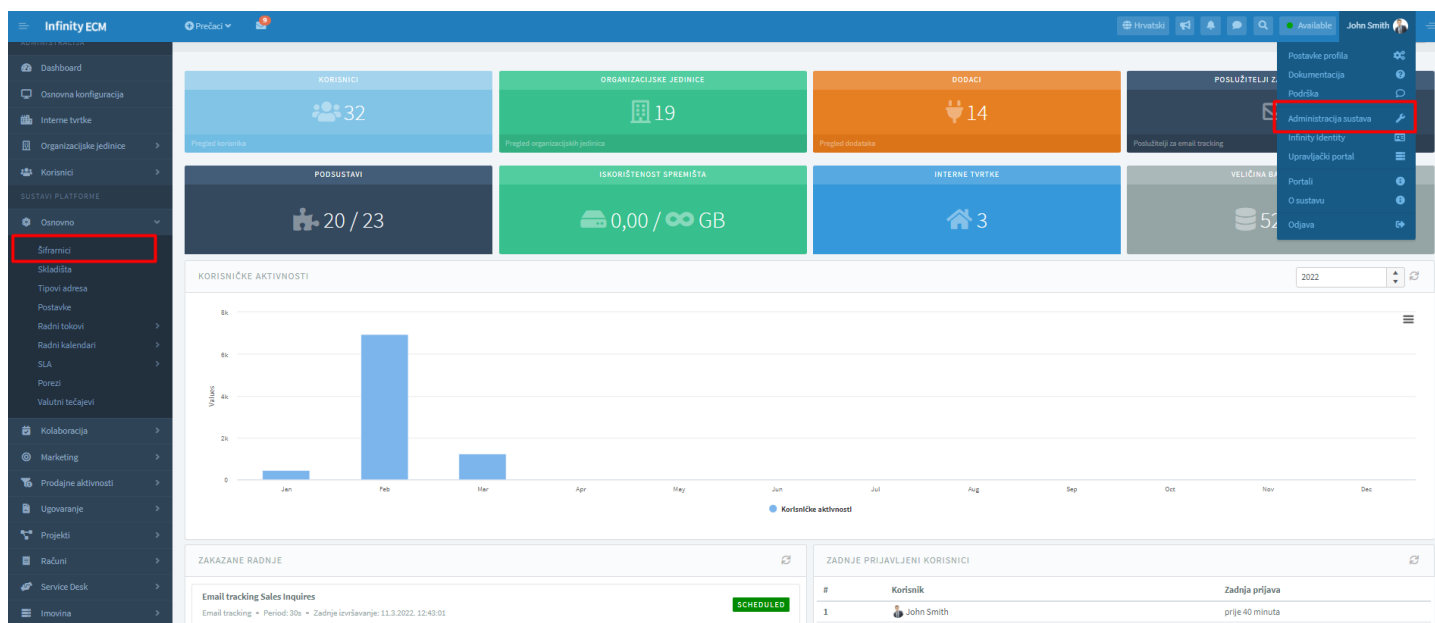 Infinity ECM
Prečaci
9
Hrvatski
Available
John Smith
ADMINISTRACIJA
Dashboard
Osnovna konfiguracija
Interne tvrtke
Organizacijske jedinice
Korisnici
SUSTAVI PLATFORME
Osnovno
Šifrarnici
Skladišta
Tipovi adresa
Postavke
Radni tokovi
Radni kalendari
SLA
Porezi
Valutni tečajevi
Kolaboracija
Marketing
Prodajne aktivnosti
Ugovaranje
Projekti
Računi
Service Desk
Imovina
Postavke profila
Dokumentacija
Podrška
Administracija sustava
Infinity Identity
Upravljački portal
Portali
O sustavu
Odjava
KORISNICI
32
Pregled korisnika
ORGANIZACIJSKE JEDINICE
19
Pregled organizacijskih jedinica
DODACI
14
Pregled dodataka
POSLUŽITELJI Z
Poslužitelji za email tracking
PODSUSTAVI
20 / 23
ISKORIŠTENOST SPREMIŠTA
0,00 / ∞ GB
INTERNE TVRTKE
3
VELIČINA BA
52
KORISNIČKE AKTIVNOSTI
2022
Values
8k
6k
4k
2k
0
Jan Feb Mar Apr May Jun Jul Aug Sep Oct Nov Dec
Korisničke aktivnosti
ZAKAZANE RADNJE
Email tracking Sales Inquires
Email tracking • Period: 30s • Zadnje izvršavanje: 11.3.2022. 12:43:01
SCHEDULED
ZADNJE PRIJAVLJENI KORISNICI
# Korisnik Zadnja prijava
1 John Smith prije 40 minuta